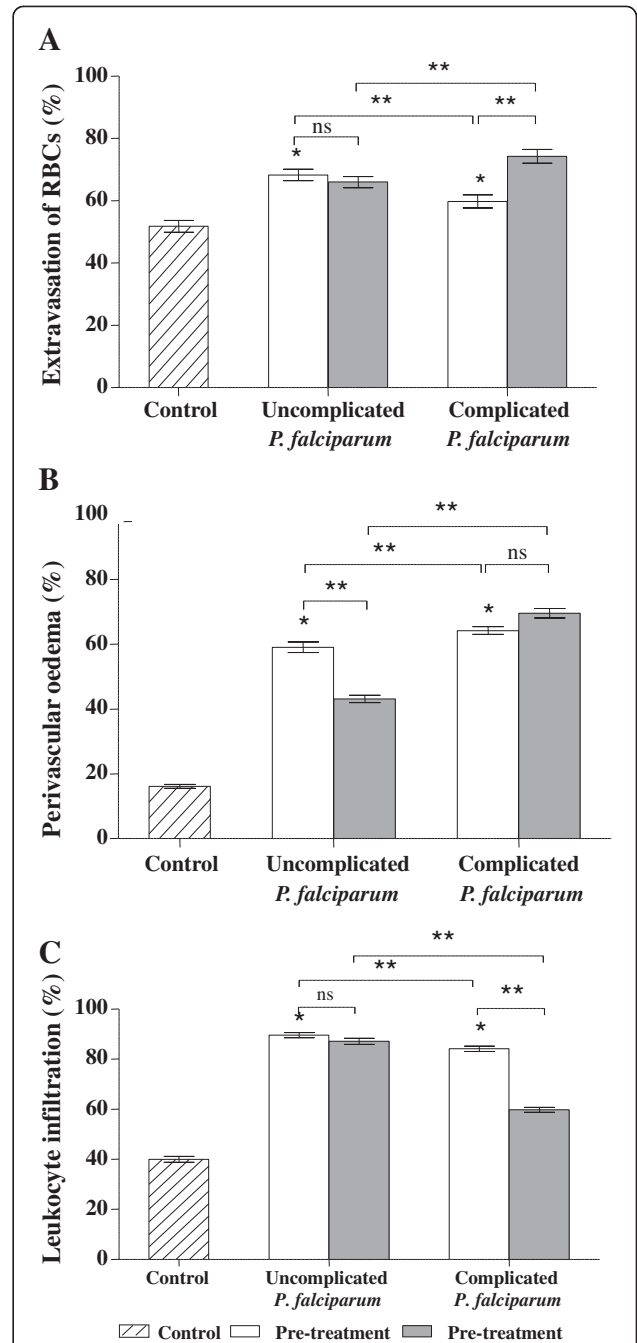 A
Extravasation of RBCs (%)
100
80
60
40
20
0
**
**
**
ns
*
*
Control
Uncomplicated
P. falciparum
Complicated
P. falciparum
B
Perivascular oedema (%)
100
80
60
40
20
0
**
**
ns
**
*
*
Control
Uncomplicated
P. falciparum
Complicated
P. falciparum
C
Leukocyte infiltration (%)
100
80
60
40
20
0
**
**
ns
**
*
*
Control
Uncomplicated
P. falciparum
Complicated
P. falciparum
Control Pre-treatment Pre-treatment